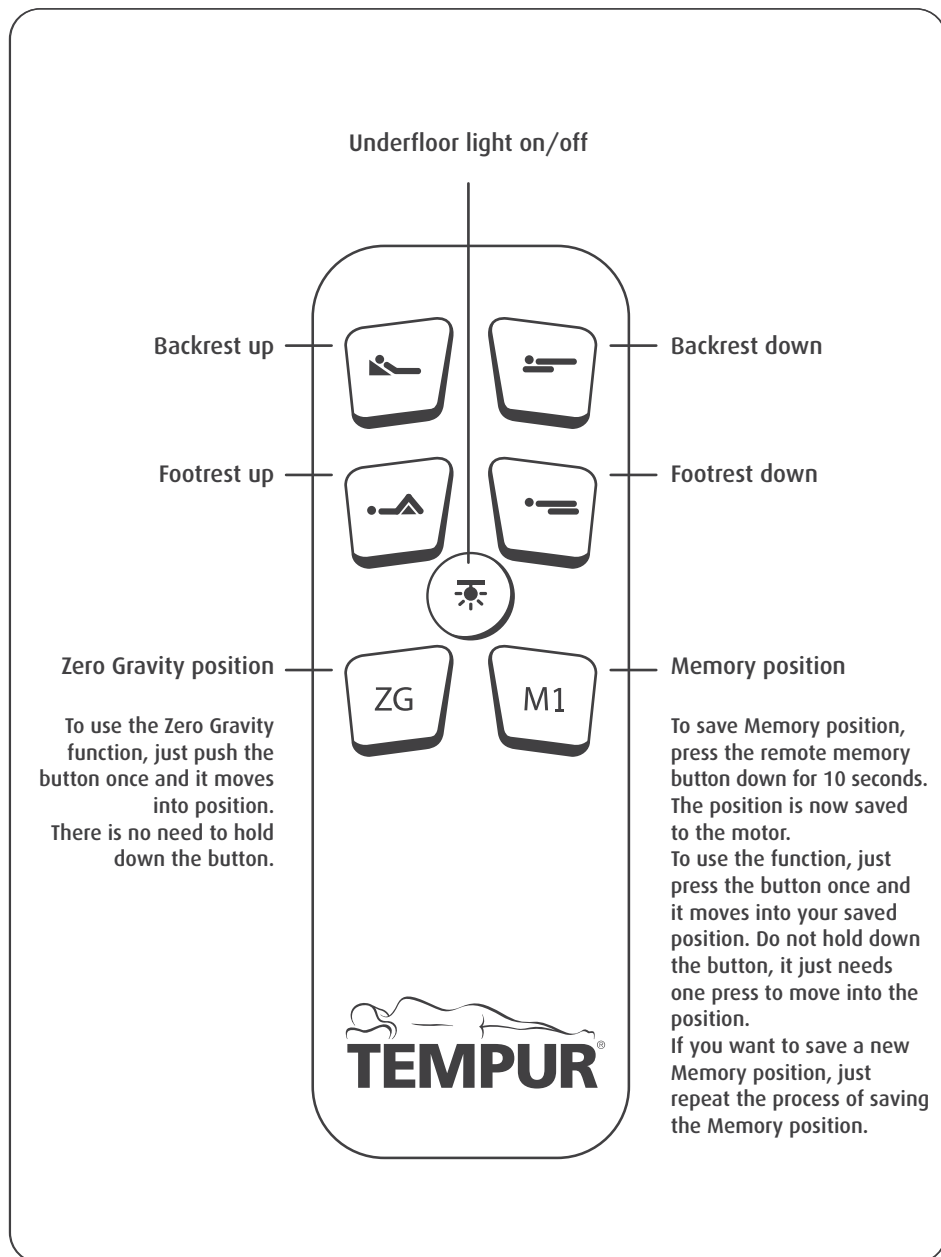 Underfloor light on/off
Backrest up
Backrest down
Footrest up
Footrest down
Zero Gravity position
To use the Zero Gravity
function, just push the
button once and it moves
into position.
There is no need to hold
down the button.
ZG
M1
Memory position
To save Memory position,
press the remote memory
button down for 10 seconds.
The position is now saved
to the motor.
To use the function, just
press the button once and
it moves into your saved
position. Do not hold down
the button, it just needs
one press to move into the
position.
If you want to save a new
Memory position, just
repeat the process of saving
the Memory position.
TEMPUR®